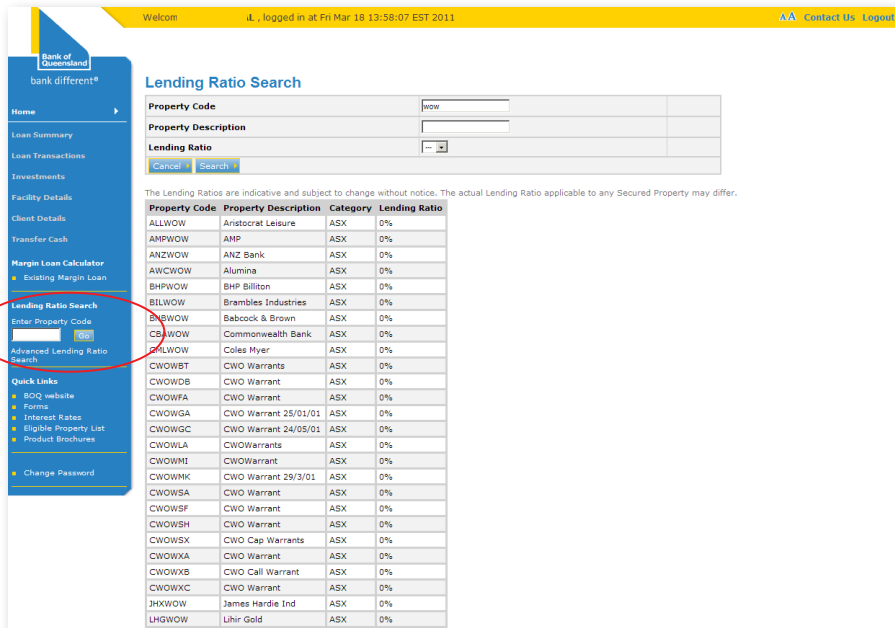 Welcom L , logged in at Fri Mar 18 13:58:07 EST 2011
AA Contact Us Logout
Bank of
Queensland
bank different®
Home
Loan Summary
Loan Transactions
Investments
Facility Details
Client Details
Transfer Cash
Margin Loan Calculator
Existing Margin Loan
Lending Ratio Search
Enter Property Code
Go
Advanced Lending Ratio
Search
Quick Links
BOQ website
Forms
Interest Rates
Eligible Property List
Product Brochures
Change Password
Lending Ratio Search
Property Code wow
Property Description
Lending Ratio ---
Cancel Search
The Lending Ratios are indicative and subject to change without notice. The actual Lending Ratio applicable to any Secured Property may differ.
Property Code Property Description Category Lending Ratio
ALLWOW Aristocrat Leisure ASX 0%
AMPWOW AMP ASX 0%
ANZWOW ANZ Bank ASX 0%
AWCWOW Alumina ASX 0%
BHPWOW BHP Billiton ASX 0%
BILWOW Brambles Industries ASX 0%
BNBWOW Babcock & Brown ASX 0%
CBAWOW Commonwealth Bank ASX 0%
CMLWOW Coles Myer ASX 0%
CWOWBT CWO Warrants ASX 0%
CWOWDB CWO Warrant ASX 0%
CWOWFA CWO Warrant ASX 0%
CWOWGA CWO Warrant 25/01/01 ASX 0%
CWOWGC CWO Warrant 24/05/01 ASX 0%
CWOWLA CWOWarrants ASX 0%
CWOWMI CWOWarrant ASX 0%
CWOWMK CWO Warrant 29/3/01 ASX 0%
CWOWSA CWO Warrant ASX 0%
CWOWSF CWO Warrant ASX 0%
CWOWSH CWO Warrant ASX 0%
CWOWSX CWO Cap Warrants ASX 0%
CWOWXA CWO Warrant ASX 0%
CWOWXB CWO Call Warrant ASX 0%
CWOWXC CWO Warrant ASX 0%
JHXWOW James Hardie Ind ASX 0%
LHGWOW Lihir Gold ASX 0%